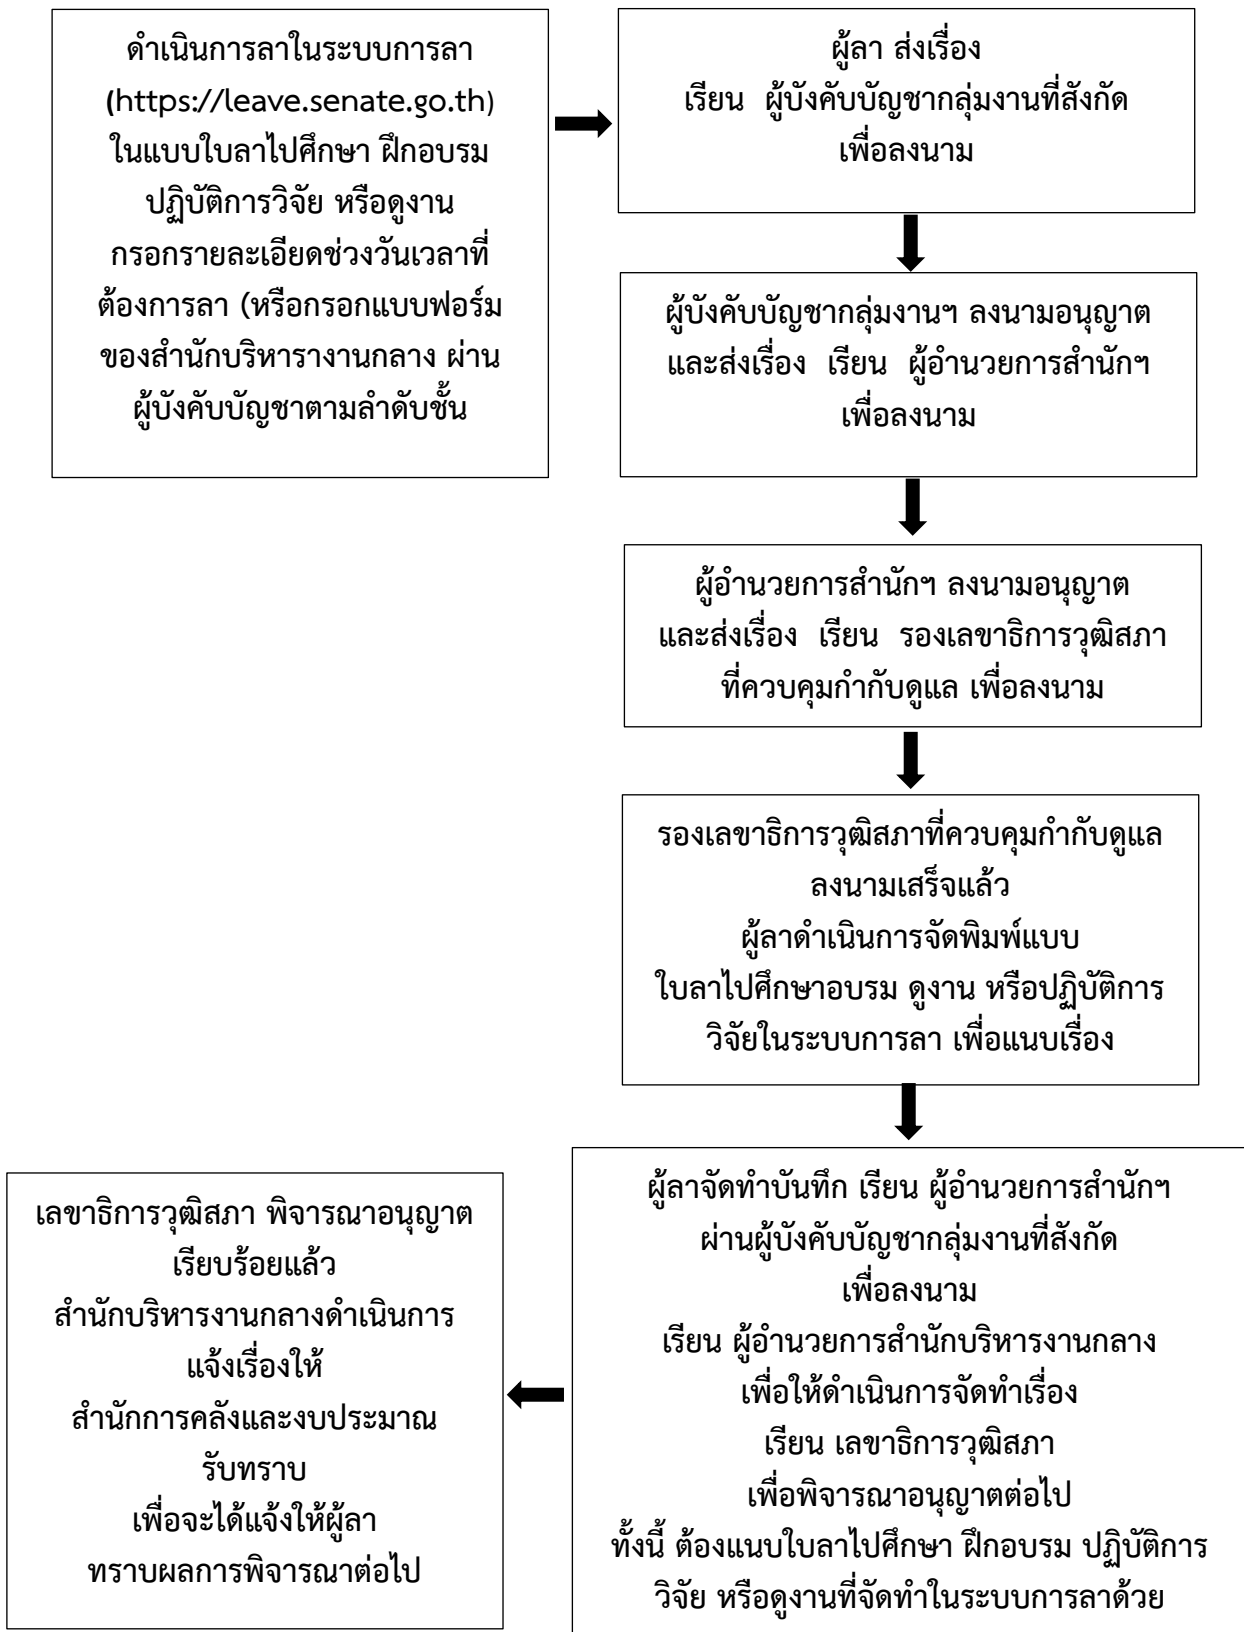 ดำเนินการลาในระบบการลา
(https://leave.senate.go.th)
ในแบบใบลาไปศึกษา ฝึกอบรม
ปฏิบัติการวิจัย หรือดูงาน
กรอกรายละเอียดช่วงวันเวลาที่
ต้องการลา (หรือกรอกแบบฟอร์ม
ของสำนักบริหารางานกลาง ผ่าน
ผู้บังคับบัญชาตามลำดับชั้น
ผู้ลา ส่งเรื่อง
เรียน ผู้บังคับบัญชากลุ่มงานที่สังกัด
เพื่อลงนาม
ผู้บังคับบัญชากลุ่มงานฯ ลงนามอนุญาต
และส่งเรื่อง เรียน ผู้อำนวยการสำนักฯ
เพื่อลงนาม
ผู้อำนวยการสำนักฯ ลงนามอนุญาต
และส่งเรื่อง เรียน รองเลขาธิการวุฒิสภา
ที่ควบคุมกำกับดูแล เพื่อลงนาม
รองเลขาธิการวุฒิสภาที่ควบคุมกำกับดูแล
ลงนามเสร็จแล้ว
ผู้ลาดำเนินการจัดพิมพ์แบบ
ใบลาไปศึกษาอบรม ดูงาน หรือปฏิบัติการ
วิจัยในระบบการลา เพื่อแนบเรื่อง
ผู้ลาจัดทำบันทึก เรียน ผู้อำนวยการสำนักฯ
ผ่านผู้บังคับบัญชากลุ่มงานที่สังกัด
เพื่อลงนาม
เรียน ผู้อำนวยการสำนักบริหารงานกลาง
เพื่อให้ดำเนินการจัดทำเรื่อง
เรียน เลขาธิการวุฒิสภา
เพื่อพิจารณาอนุญาตต่อไป
ทั้งนี้ ต้องแนบใบลาไปศึกษา ฝึกอบรม ปฏิบัติการ
วิจัย หรือดูงานที่จัดทำในระบบการลาด้วย
เลขาธิการวุฒิสภา พิจารณาอนุญาต
เรียบร้อยแล้ว
สำนักบริหารงานกลางดำเนินการ
แจ้งเรื่องให้
สำนักการคลังและงบประมาณ
รับทราบ
เพื่อจะได้แจ้งให้ผู้ลา
ทราบผลการพิจารณาต่อไป